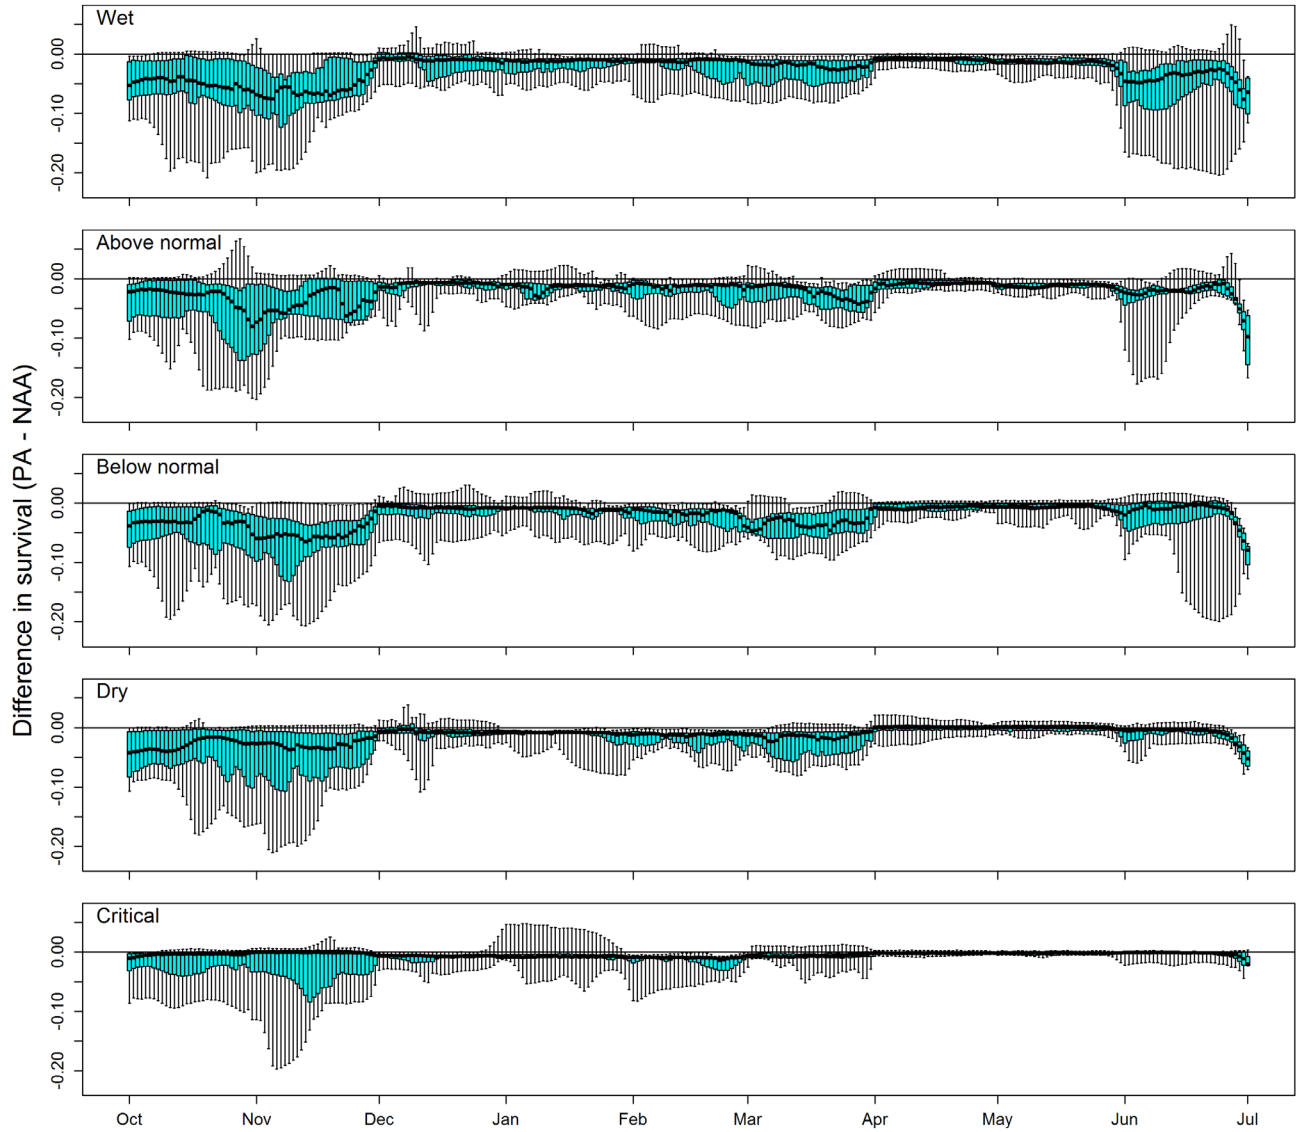 Difference in survival (PA - NAA)
Wet
0.00
-0.10
-0.20
Above normal
0.00
-0.10
-0.20
Below normal
0.00
-0.10
-0.20
Dry
0.00
-0.10
-0.20
Critical
0.00
-0.10
-0.20
Oct Nov Dec Jan Feb Mar Apr May Jun Jul